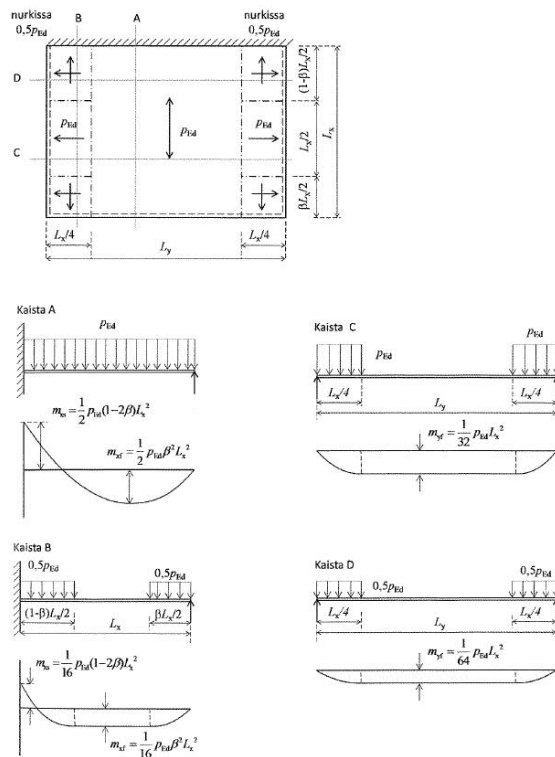 nurkissa
0,5pEd
B
A
nurkissa
0,5pEd
D
pEd
pEd
pEd
C
(1-β)Lx/2
Lx/2
βLx/2
Lx
Lx/4
Lx/4
Ly
Kaista A
pEd
mxs = 1/2 pEd(1-2β)Lx²
mxf = 1/2 pEdβ²Lx²
Kaista C
pEd
Lx/4
Lx/4
Ly
myf = 1/32 pEdLx²
Kaista B
0,5pEd
0,5pEd
(1-β)Lx/2
Lx
βLx/2
mxs = 1/16 pEd(1-2β)Lx²
mxf = 1/16 pEdβ²Lx²
Kaista D
0,5pEd
0,5pEd
Lx/4
Lx/4
Ly
myf = 1/64 pEdLx²